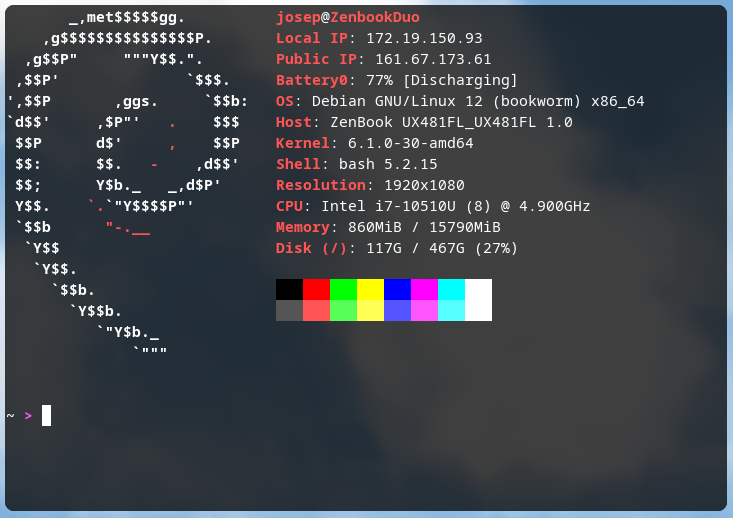 _,met$$$$$gg.          josep@ZenbookDuo
    ,g$$$$$$$$$$$$$$$P.       Local IP: 172.19.150.93
  ,g$$P"     """Y$$.".        Public IP: 161.67.173.61
 ,$$P'              `$$$.     Battery0: 77% [Discharging]
',$$P       ,ggs.     `$$b:   OS: Debian GNU/Linux 12 (bookworm) x86_64
`d$$'     ,$P"'   .    $$$    Host: ZenBook UX481FL_UX481FL 1.0
 $$P      d$'     ,    $$P    Kernel: 6.1.0-30-amd64
 $$:      $$.   -    ,d$$'    Shell: bash 5.2.15
 $$;      Y$b._   _,d$P'      Resolution: 1920x1080
 Y$$.    `.`"Y$$$$P"'         CPU: Intel i7-10510U (8) @ 4.900GHz
 `$$b      "-.__              Memory: 860MiB / 15790MiB
  `Y$$                        Disk (/): 117G / 467G (27%)
   `Y$$.
     `$$b.
       `Y$$b.
          `"Y$b._
              `"""
~ >